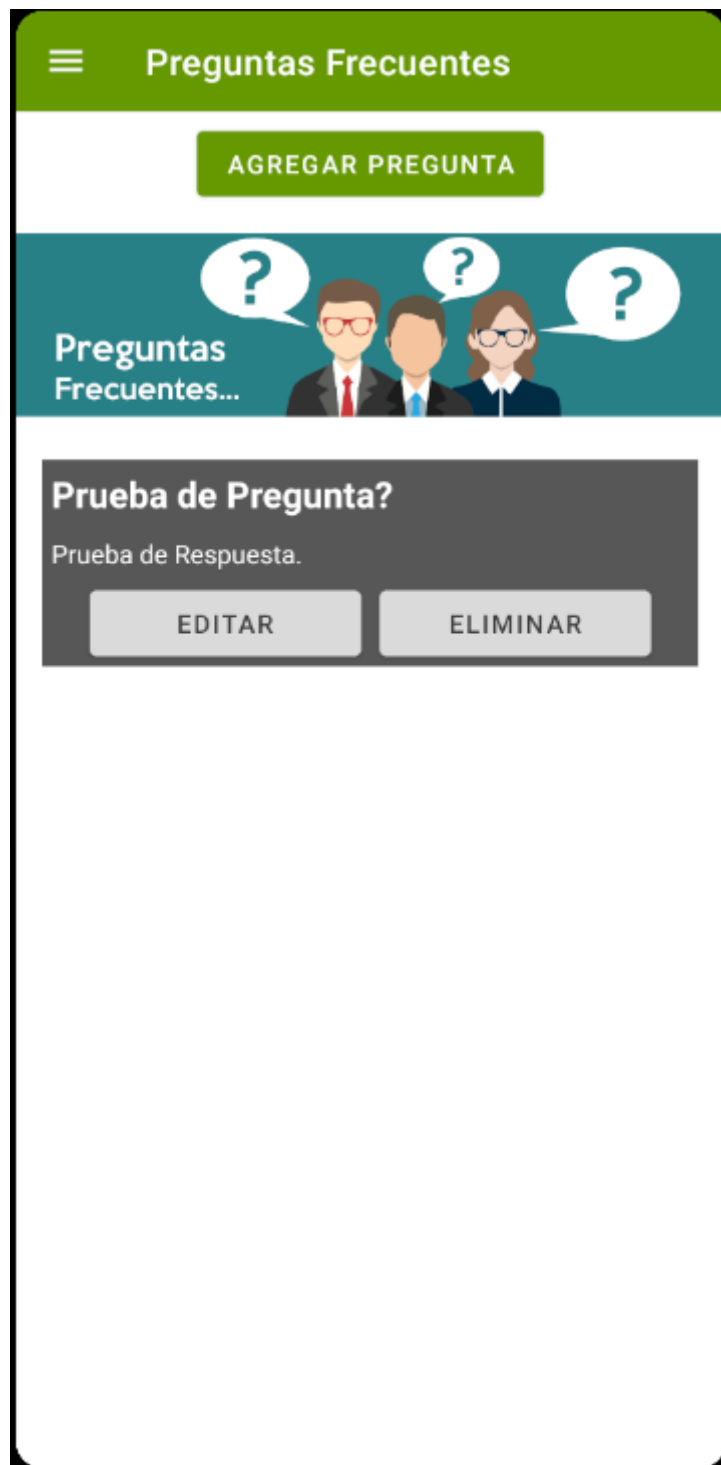 Preguntas Frecuentes
AGREGAR PREGUNTA
? ? ?
Preguntas
Frecuentes...
Prueba de Pregunta?
Prueba de Respuesta.
EDITAR ELIMINAR